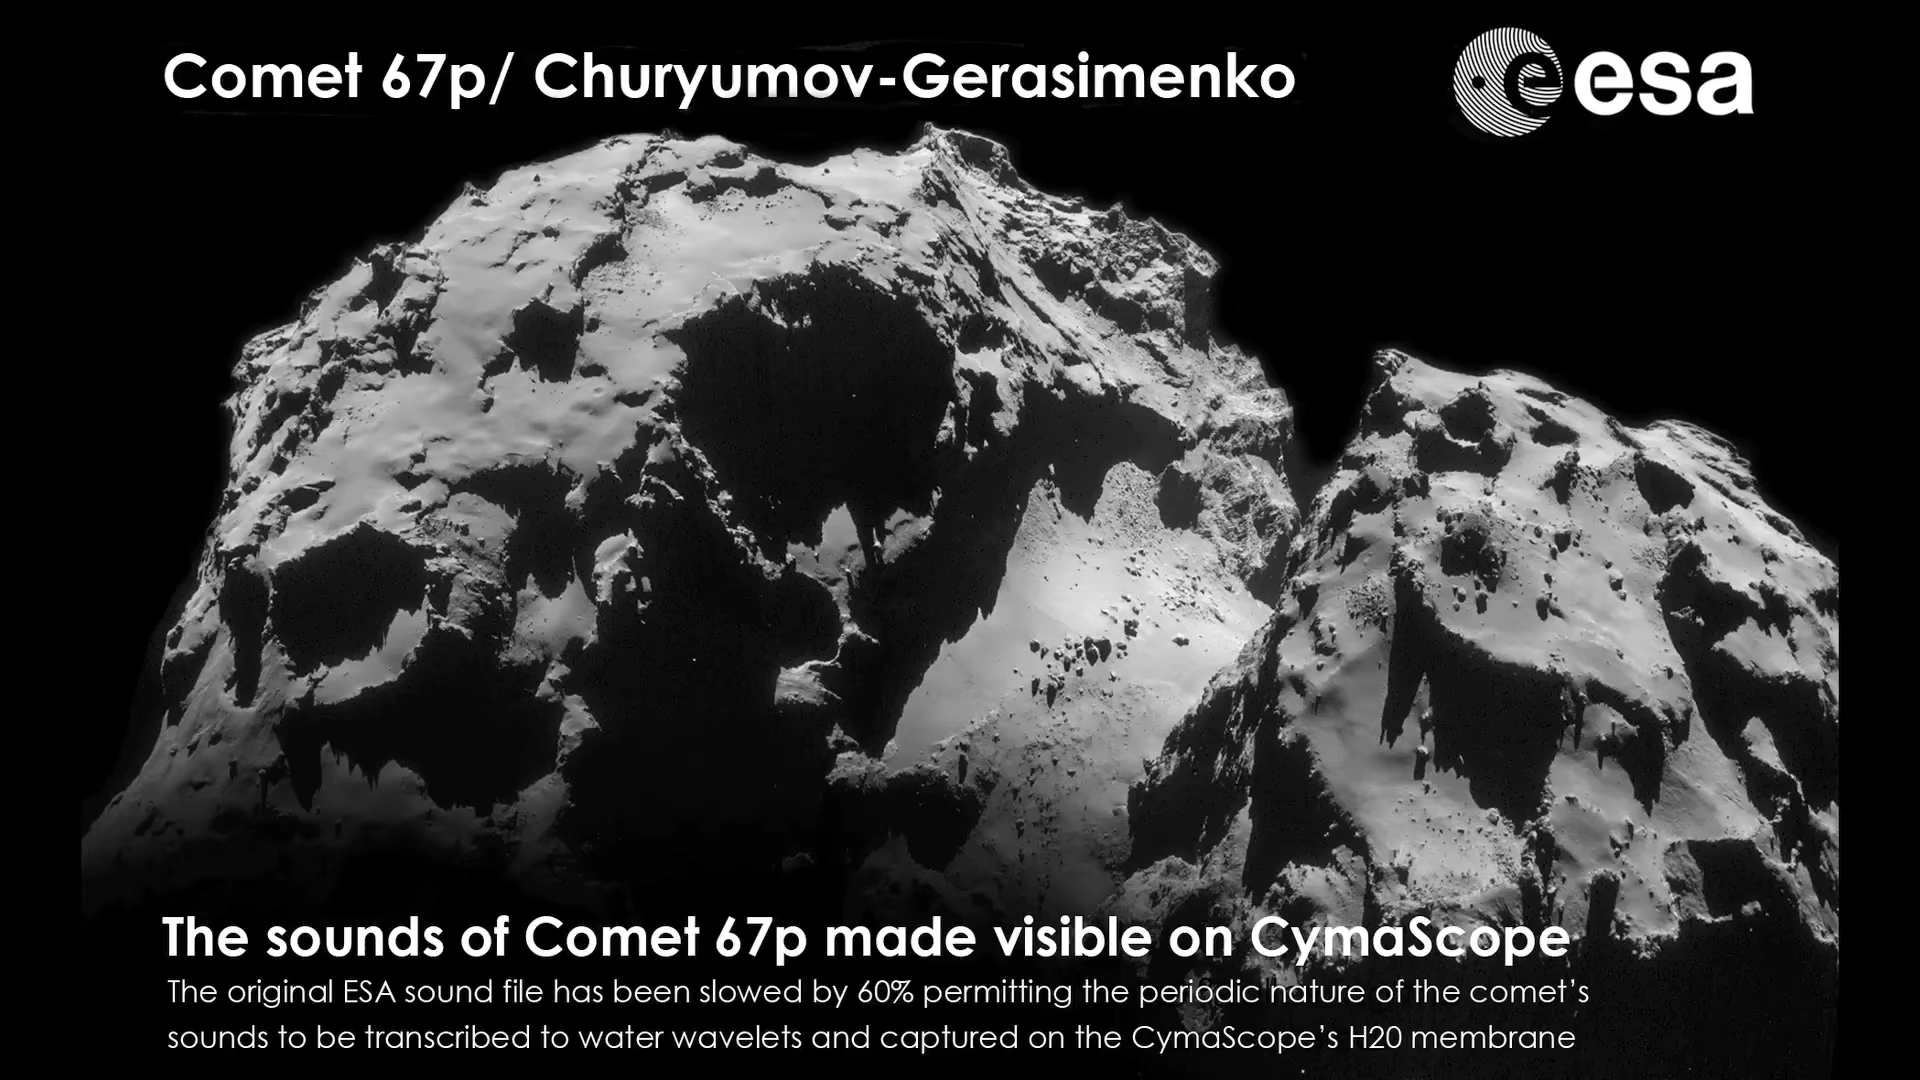 Comet 67p/ Churyumov-Gerasimenko
esa
The sounds of Comet 67p made visible on CymaScope
The original ESA sound file has been slowed by 60% permitting the periodic nature of the comet’s
sounds to be transcribed to water wavelets and captured on the CymaScope’s H20 membrane